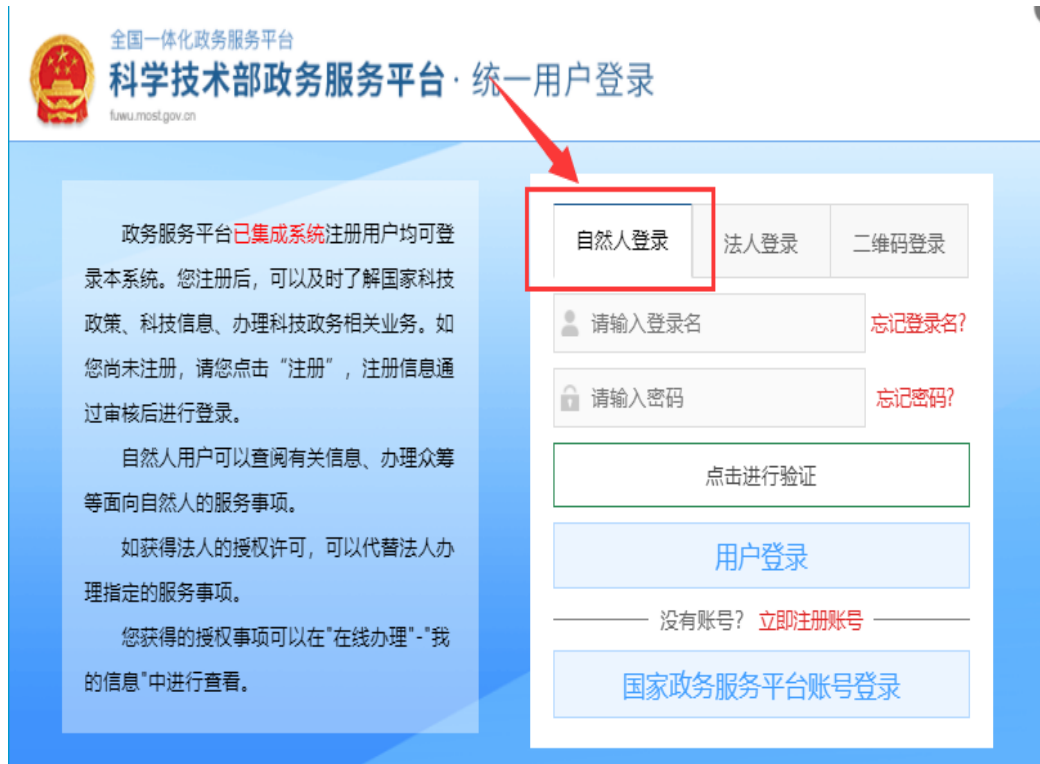 全国一体化政务服务平台
科学技术部政务服务平台·统一用户登录
fuwu.most.gov.cn
政务服务平台已集成系统注册用户均可登
录本系统。您注册后，可以及时了解国家科技
政策、科技信息、办理科技政务相关业务。如
您尚未注册，请您点击“注册”，注册信息通
过审核后进行登录。
自然人用户可以查阅有关信息、办理众筹
等面向自然人的服务事项。
如获得法人的授权许可，可以代替法人办
理指定的服务事项。
您获得的授权事项可以在"在线办理"-"我
的信息"中进行查看。
自然人登录 法人登录 二维码登录
请输入登录名 忘记登录名?
请输入密码 忘记密码?
点击进行验证
用户登录
没有账号? 立即注册账号
国家政务服务平台账号登录